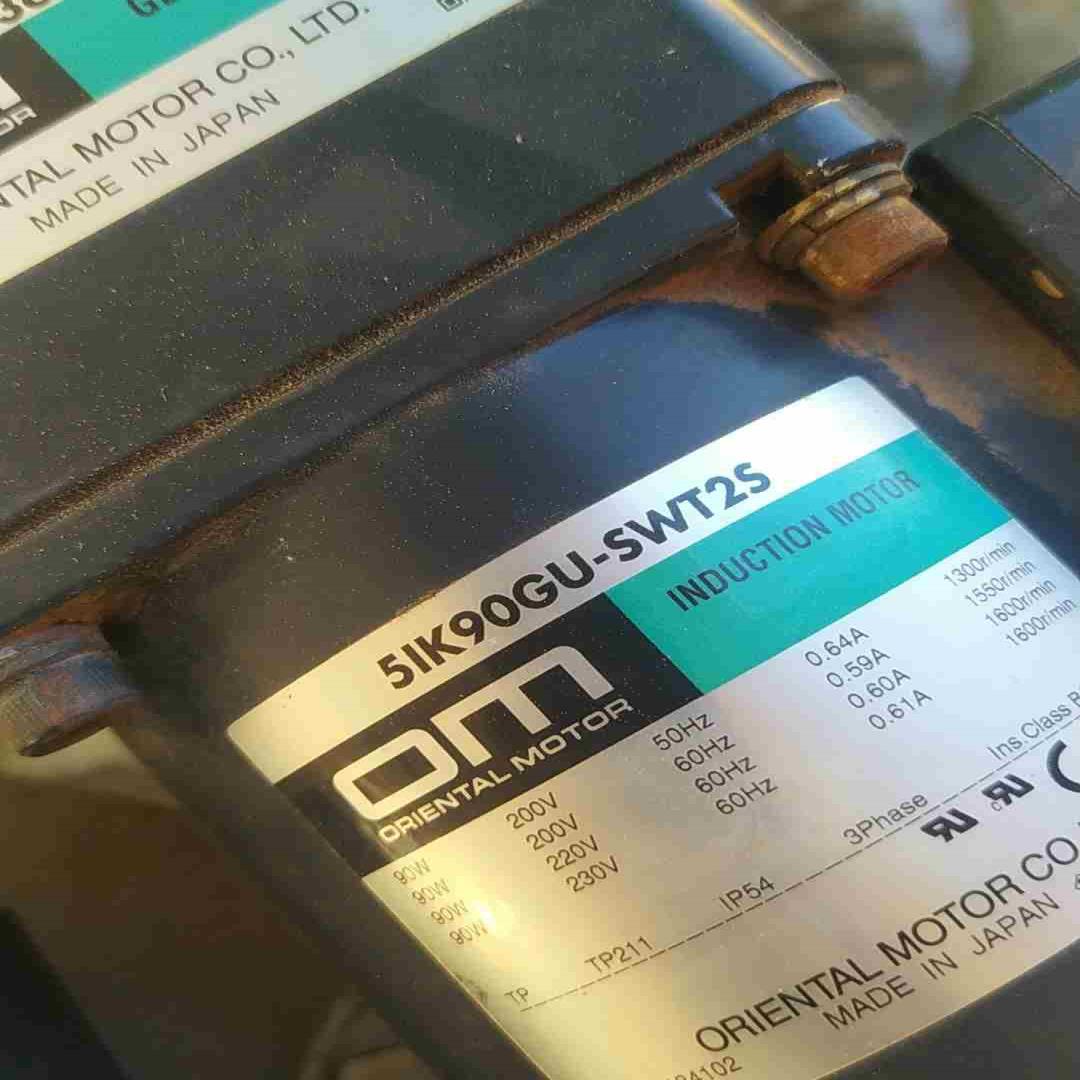 ORIENTAL MOTOR CO., LTD.
MADE IN JAPAN
5IK90GU-SWT2S
INDUCTION MOTOR
om
ORIENTAL MOTOR
90W 200V 50Hz 0.64A 1300r/min
90W 200V 60Hz 0.59A 1550r/min
90W 220V 60Hz 0.60A 1600r/min
90W 230V 60Hz 0.61A 1600r/min
TP TP211 IP54 3Phase Ins.Class
ORIENTAL MOTOR CO.
MADE IN JAPAN